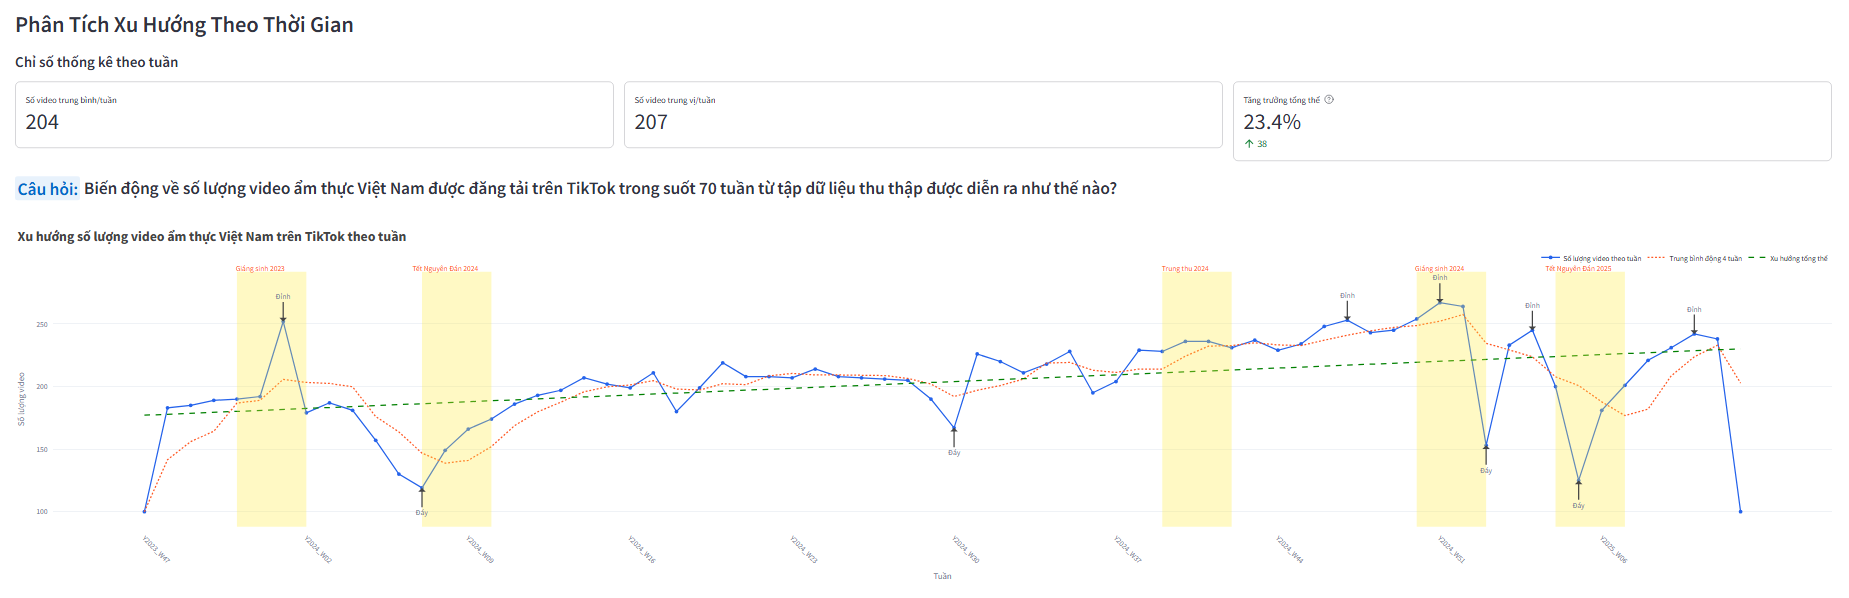 Phân Tích Xu Hướng Theo Thời Gian
Chỉ số thống kê theo tuần
Số video trung bình/tuần
204
Số video trung vị/tuần
207
Tăng trưởng tổng thể
23.4%
38
Câu hỏi: Biến động về số lượng video ẩm thực Việt Nam được đăng tải trên TikTok trong suốt 70 tuần từ tập dữ liệu thu thập được diễn ra như thế nào?
Xu hướng số lượng video ẩm thực Việt Nam trên TikTok theo tuần
Số lượng video theo tuần
Trung bình động 4 tuần
Xu hướng tổng thể
Giáng sinh 2023
Tết Nguyên Đán 2024
Trung thu 2024
Giáng sinh 2024
Tết Nguyên Đán 2025
Đỉnh
Đỉnh
Đỉnh
Đỉnh
Đỉnh
Đáy
Đáy
Đáy
Đáy
Số lượng video
250
200
150
100
Y2023_W47
Y2024_W02
Y2024_W09
Y2024_W16
Y2024_W23
Y2024_W30
Y2024_W37
Y2024_W44
Y2024_W51
Y2025_W06
Tuần